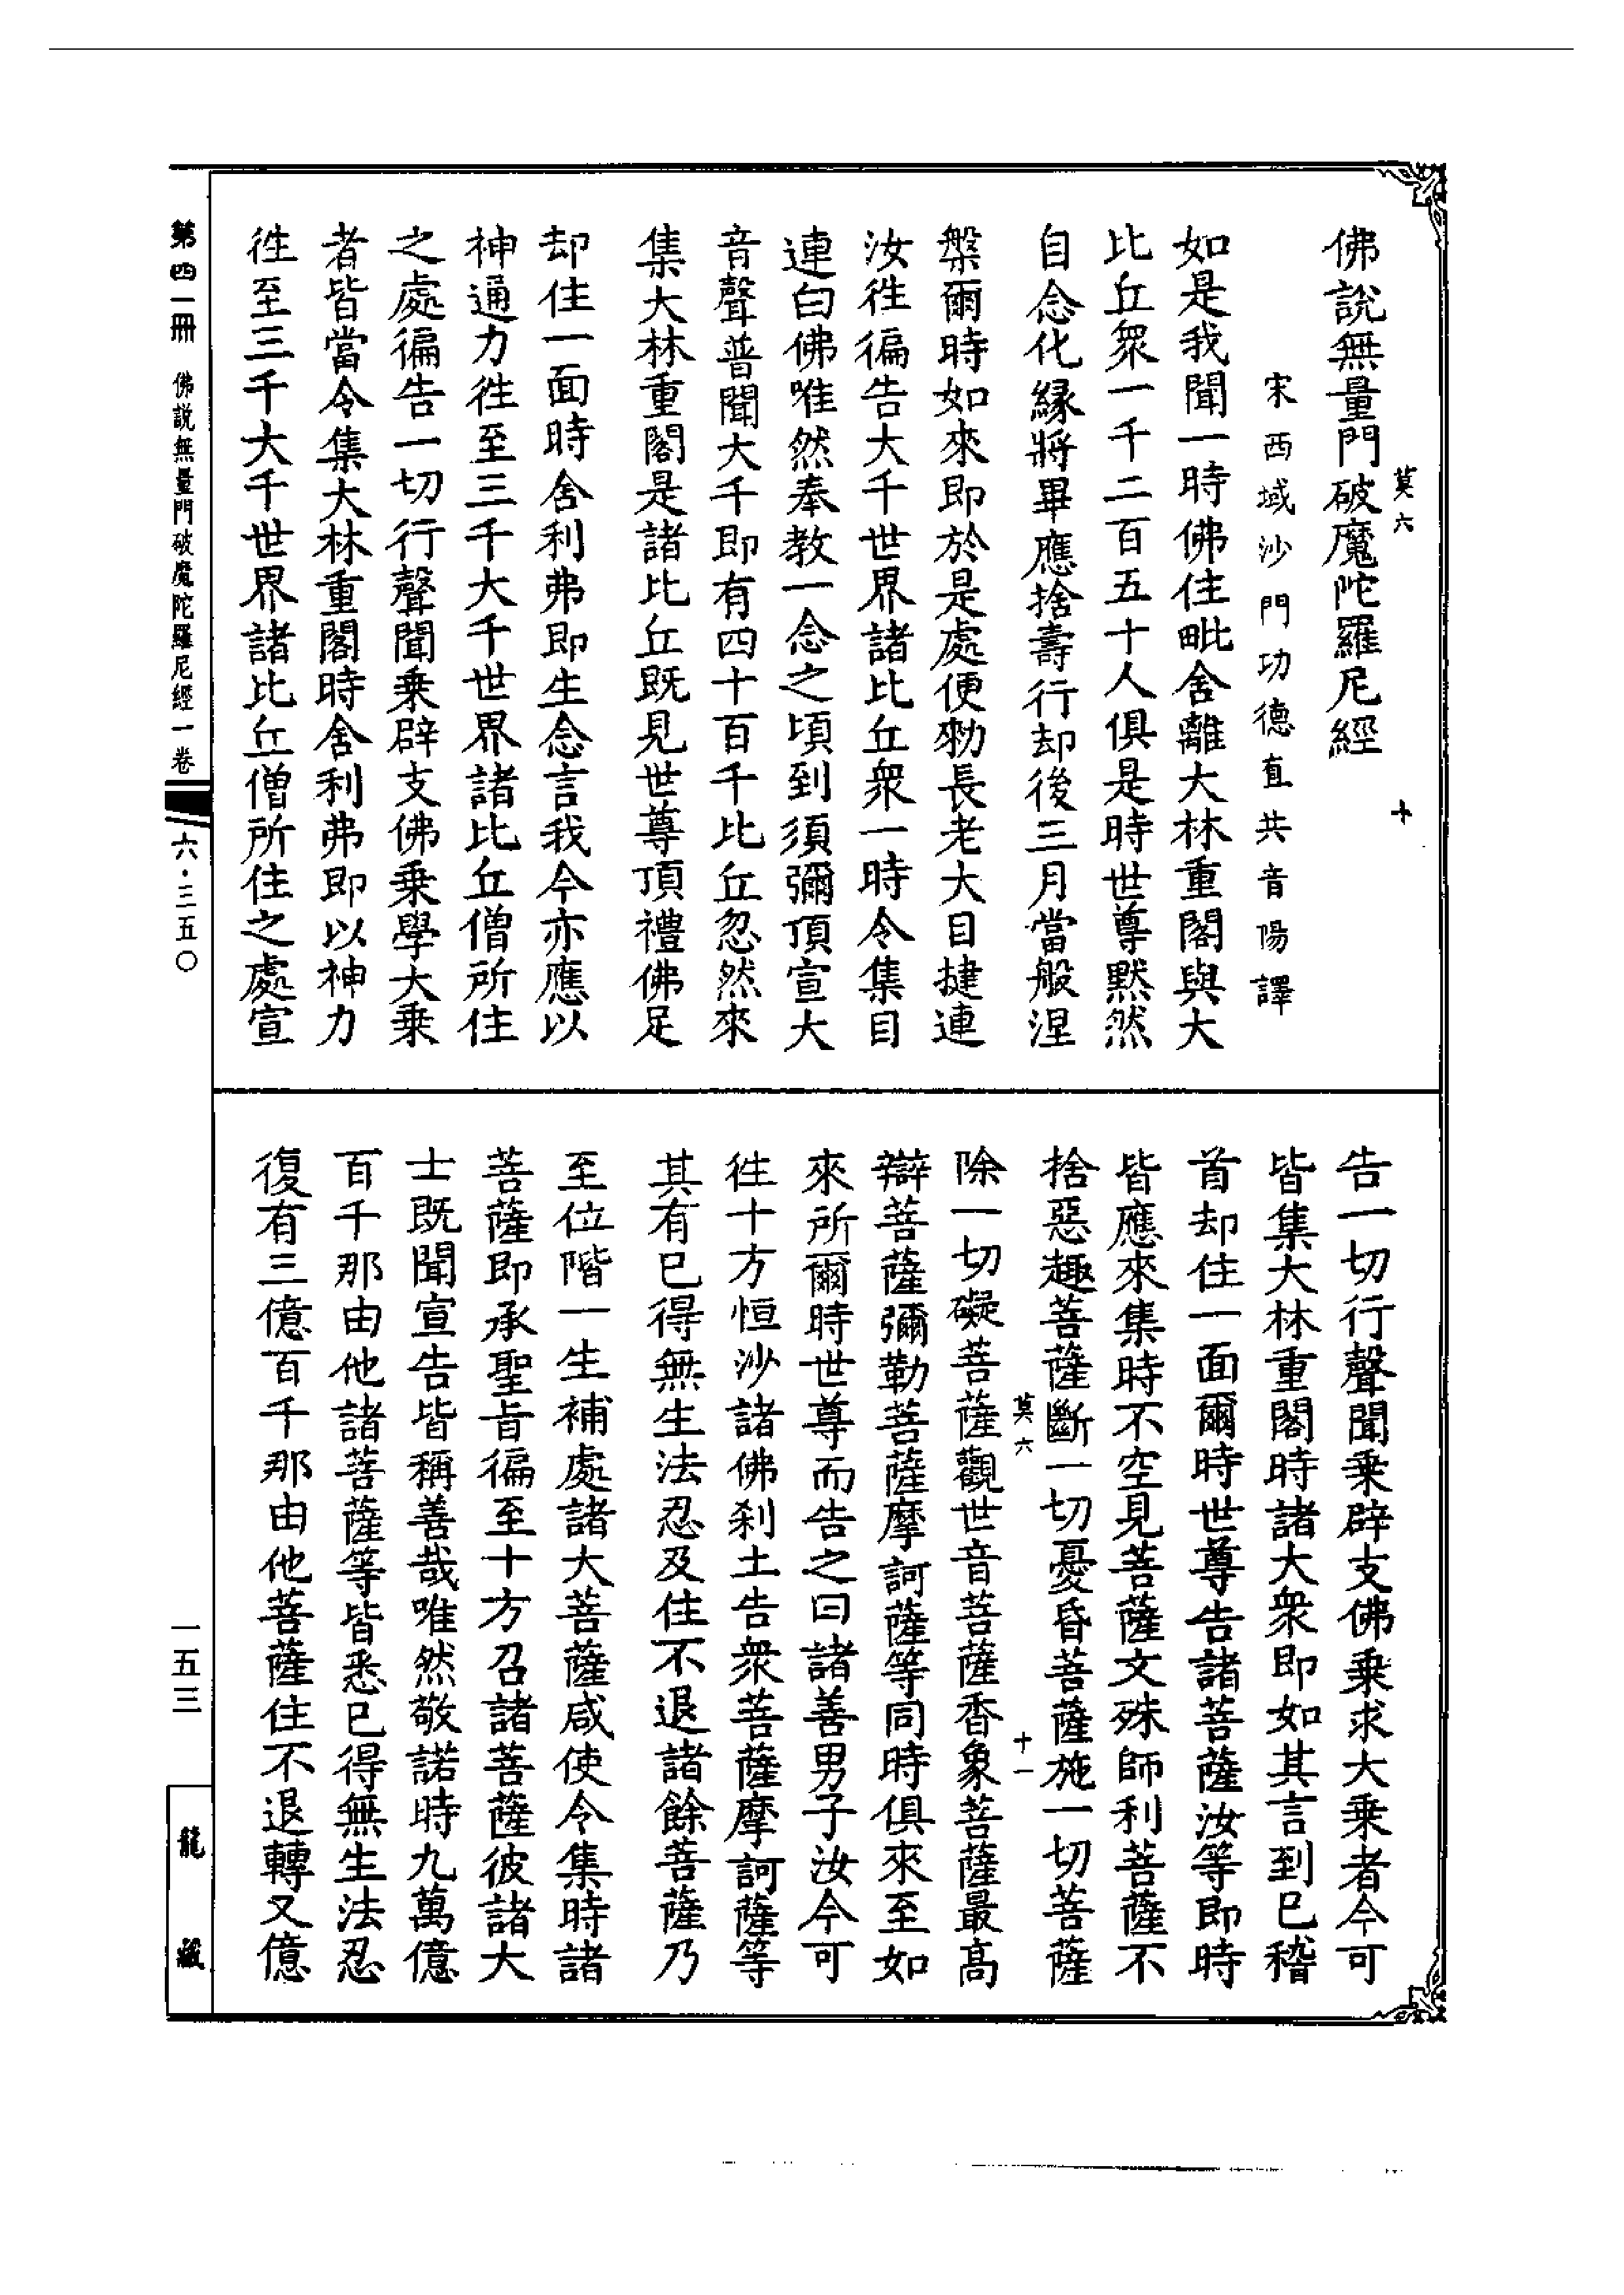 莫六
十
佛說無量門破魔陀羅尼經
宋西域沙門功德直共音陽譯
如是我聞一時佛住毗舍離大林重閣與大
比丘眾一千二百五十人俱是時世尊默然
自念化緣將畢應捨壽行却後三月當般涅
槃爾時如來即於是處便勑長老大目揵連
汝徃徧告大千世界諸比丘眾一時令集目
連白佛唯然奉教一念之頃到須彌頂宣大
音聲普聞大千即有四十百千比丘忽然來
集大林重閣是諸比丘既見世尊頂禮佛足
却住一面時舍利弗即生念言我今亦應以
神通力徃至三千大千世界諸比丘僧所住
之處徧告一切行聲聞乗辟支佛乗學大乗
者皆當令集大林重閣時舍利弗即以神力
徃至三千大千世界諸比丘僧所住之處宣
告一切行聲聞乗辟支佛乗求大乗者今可
皆集大林重閣時諸大眾即如其言到已稽
首却住一面爾時世尊告諸菩薩汝等即時
皆應來集時不空見菩薩文殊師利菩薩不
捨惡趣菩薩斷一切憂昏菩薩施一切菩薩
莫六
十一
除一切礙菩薩觀世音菩薩香象菩薩最高
辯菩薩彌勒菩薩摩訶薩等同時俱來至如
來所爾時世尊而告之曰諸善男子汝今可
徃十方恒沙諸佛刹土告眾菩薩摩訶薩等
其有已得無生法忍及住不退諸餘菩薩乃
至位階一生補處諸大菩薩咸使令集時諸
菩薩即承聖旨徧至十方召諸菩薩彼諸大
士既聞宣告皆稱善哉唯然敬諾時九萬億
百千那由他諸菩薩等皆悉已得無生法忍
復有三億百千那由他菩薩住不退轉又億
第四一冊　佛説無量門破魔陀羅尼經一卷
六·三五〇
一五三
龍藏